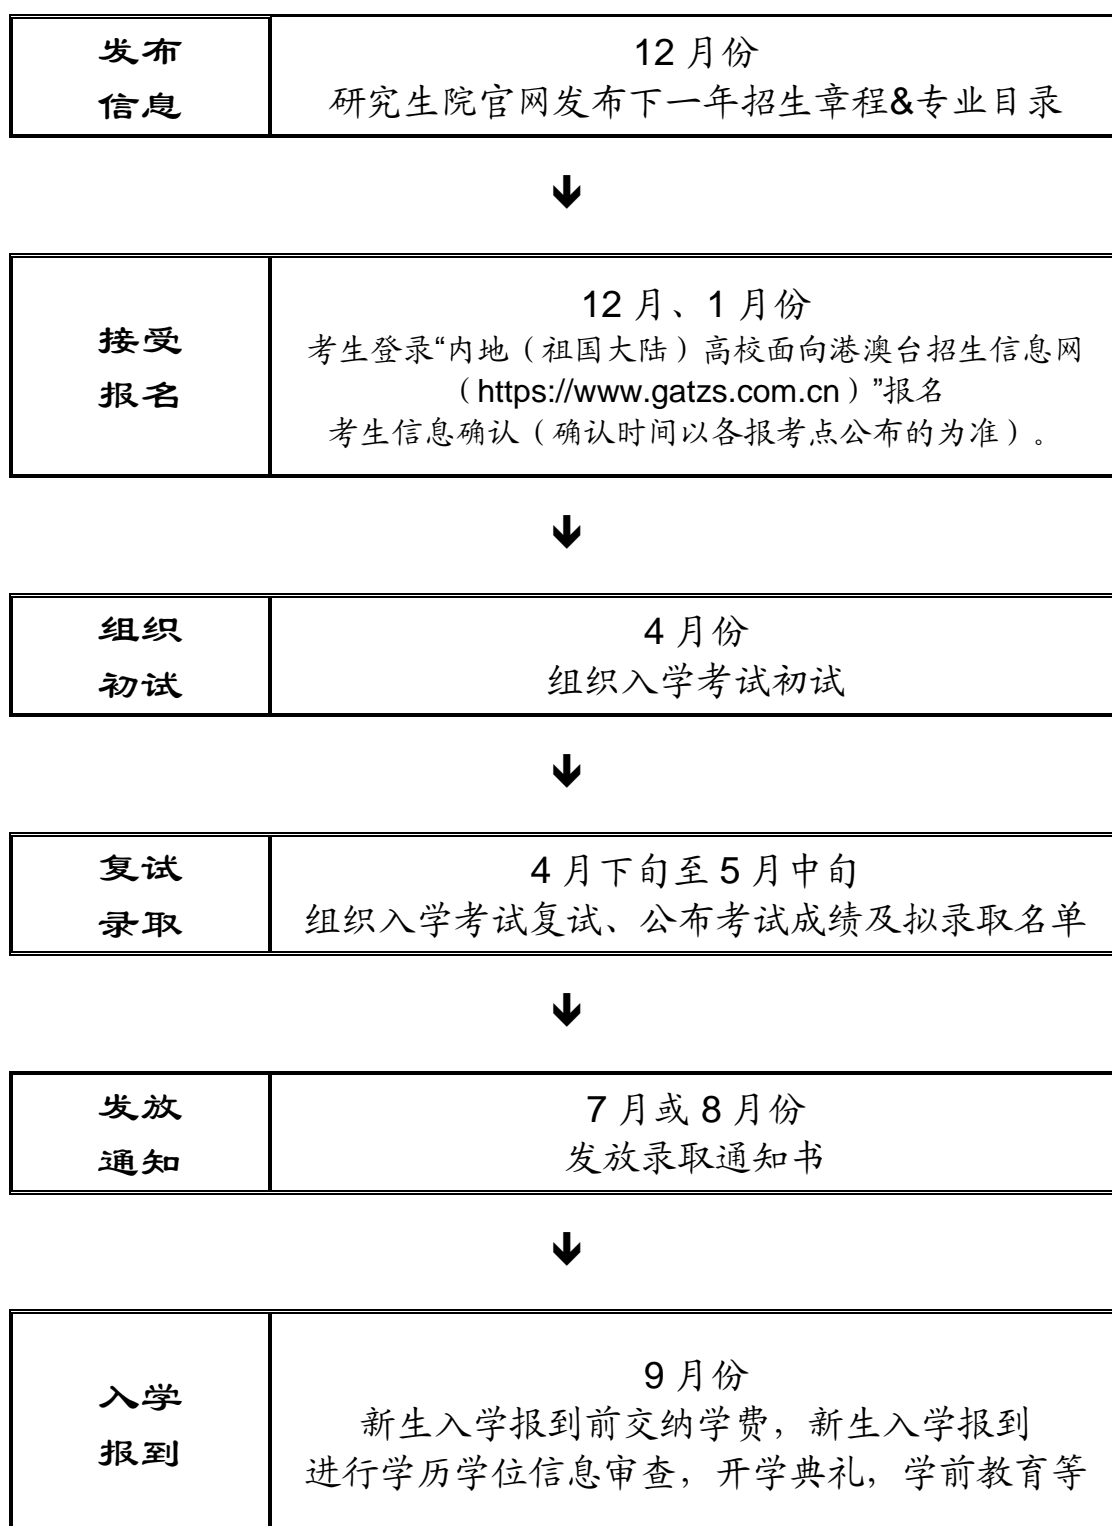 发布
信息
12 月份
研究生院官网发布下一年招生章程&专业目录
接受
报名
12 月、1 月份
考生登录“内地（祖国大陆）高校面向港澳台招生信息网
（https://www.gatzs.com.cn）”报名
考生信息确认（确认时间以各报考点公布的为准）。
组织
初试
4 月份
组织入学考试初试
复试
录取
4 月下旬至 5 月中旬
组织入学考试复试、公布考试成绩及拟录取名单
发放
通知
7 月或 8 月份
发放录取通知书
入学
报到
9 月份
新生入学报到前交纳学费，新生入学报到
进行学历学位信息审查，开学典礼，学前教育等